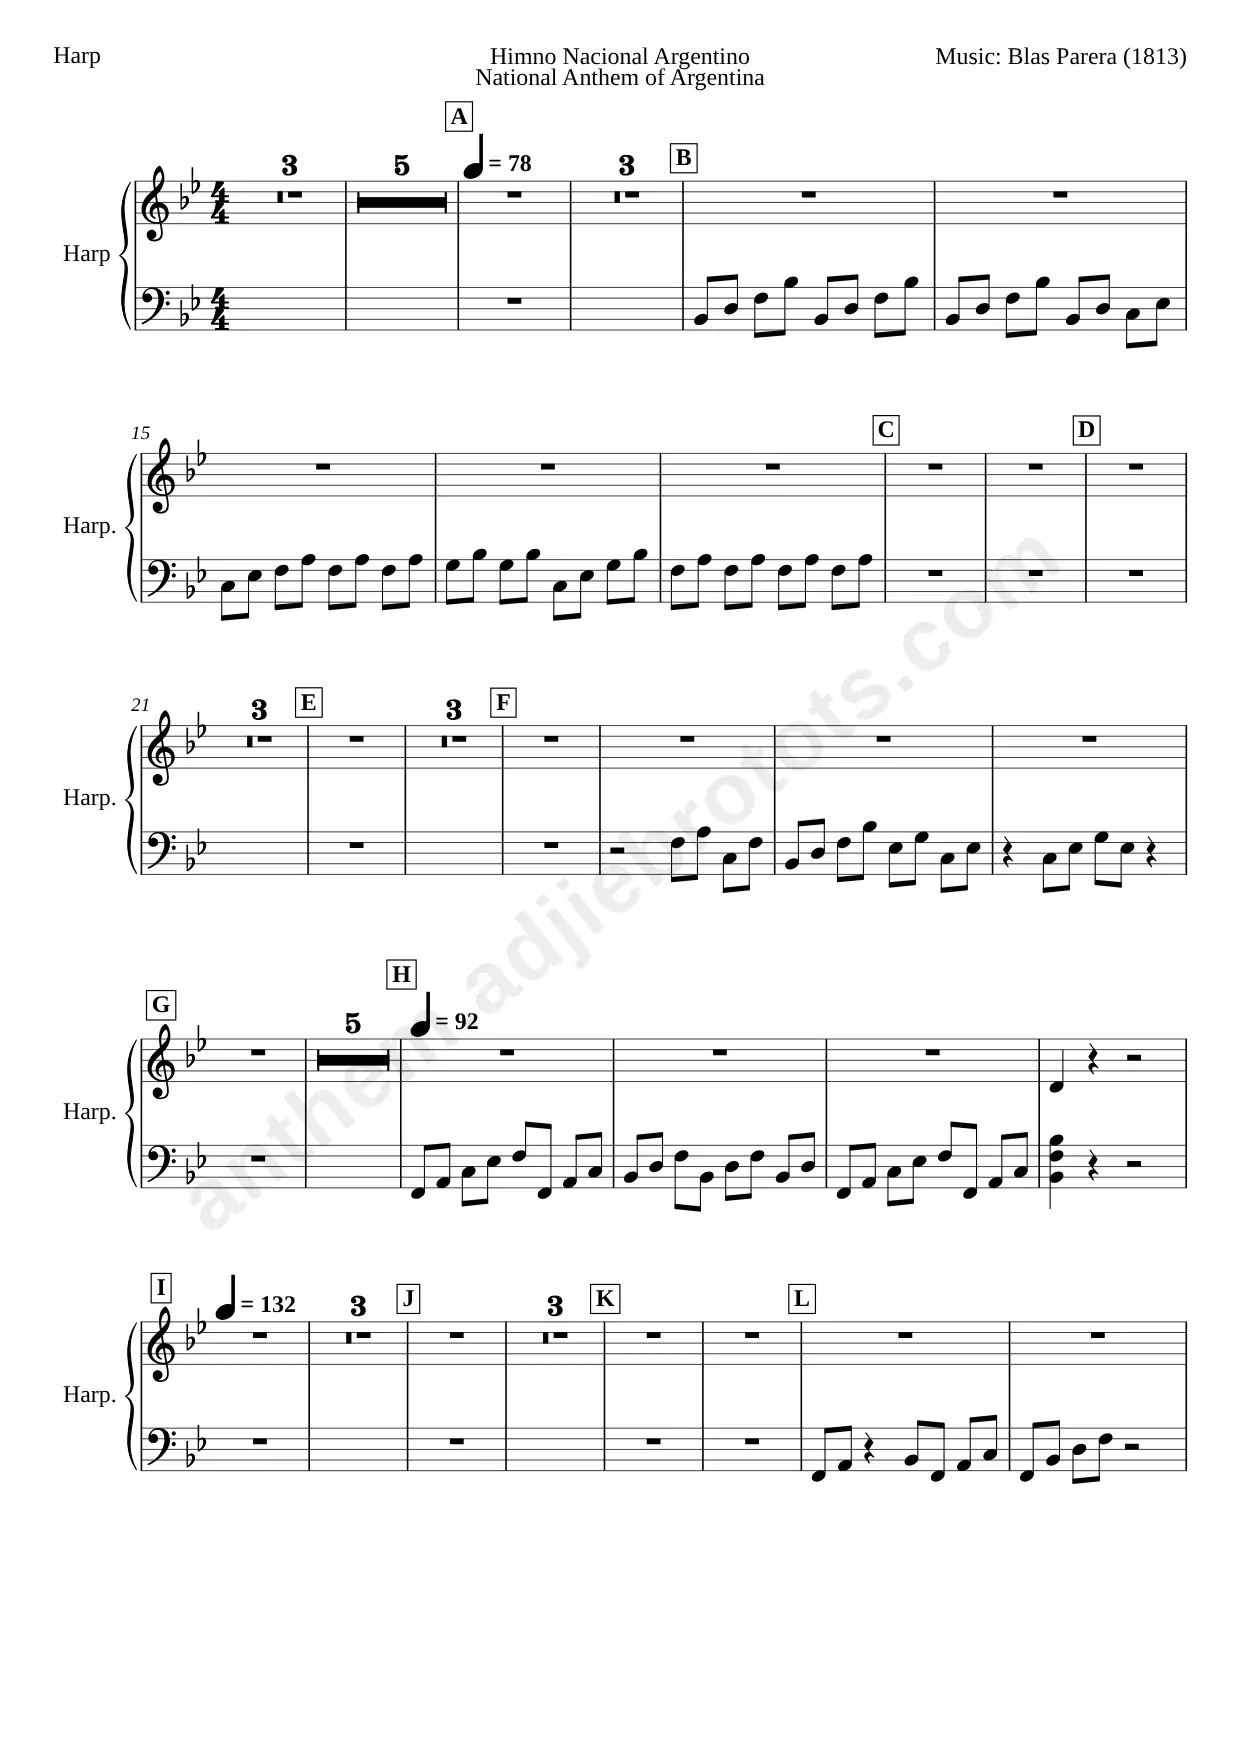 Harp
Himno Nacional Argentino
National Anthem of Argentina
Music: Blas Parera (1813)
A
3
5
= 78
3
B
Harp
15
C
D
Harp.
21
3
E
3
F
Harp.
G
5
H
= 92
Harp.
I
= 132
3
J
3
K
L
Harp.
anthem.adjiebrotots.com